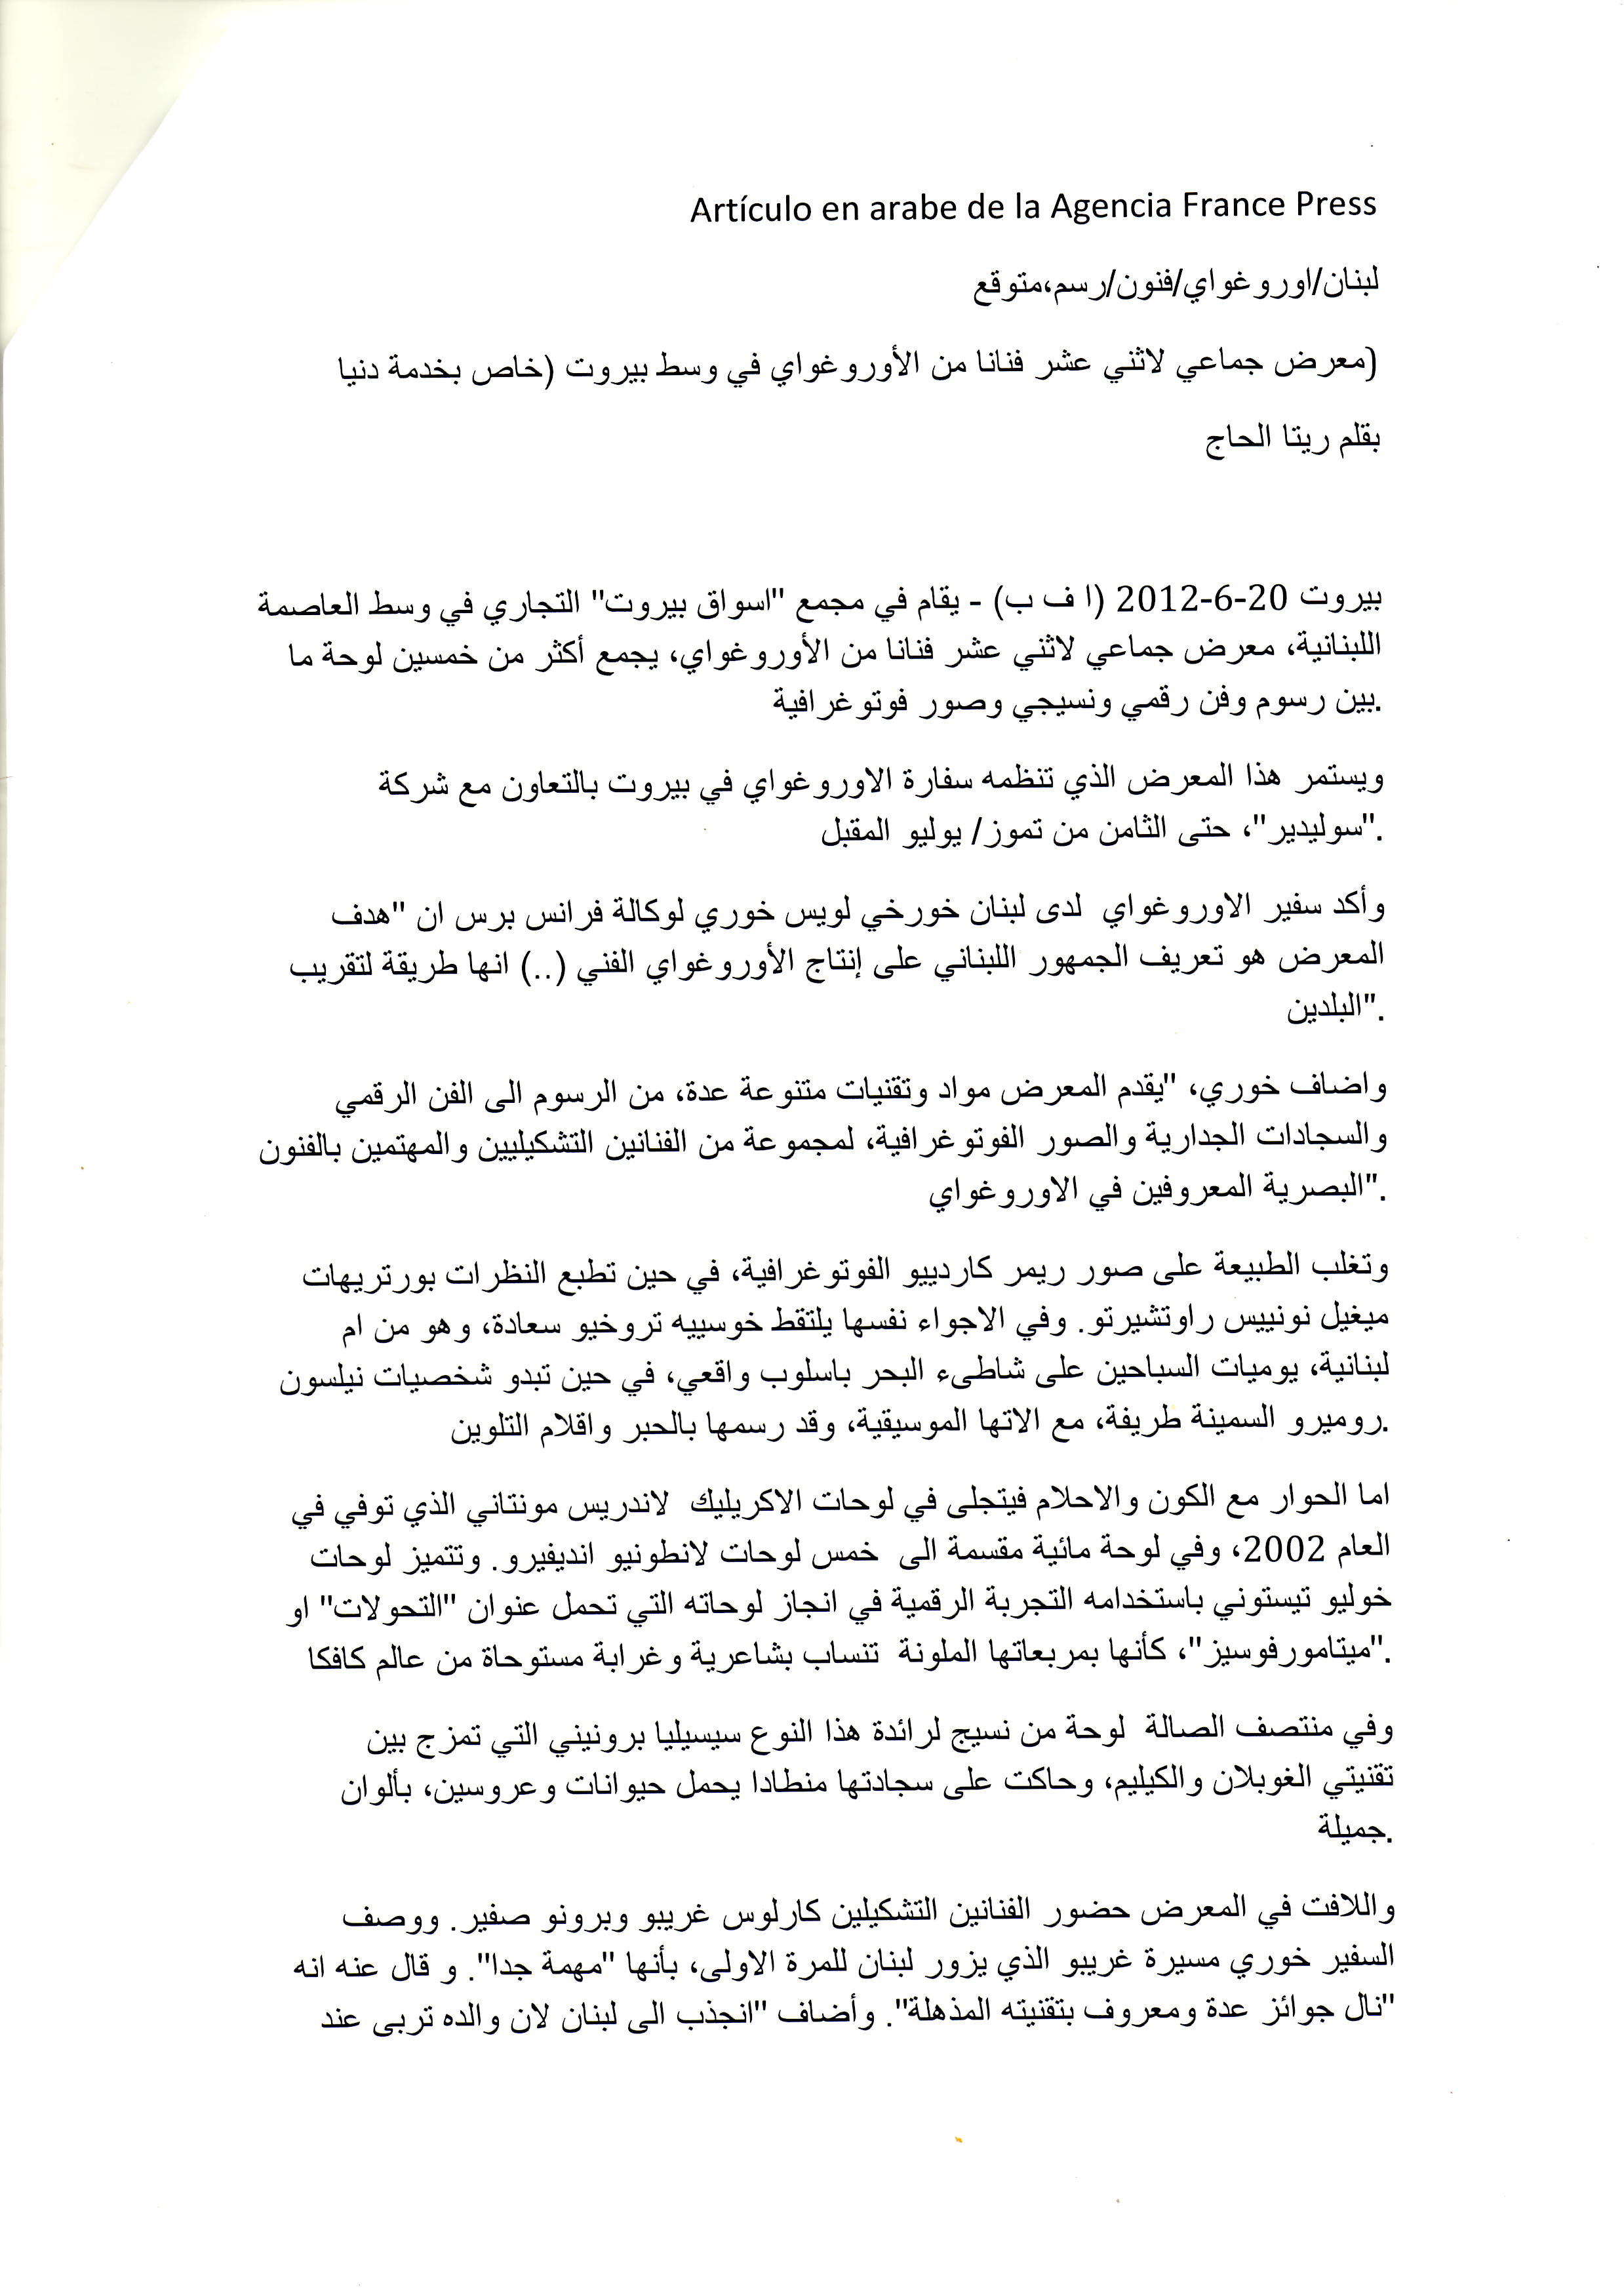 Artículo en arabe de la Agencia France Press
لبنان/اوروغواي/فنون/رسم،متوقع
(معرض جماعي لاثني عشر فنانا من الأوروغواي في وسط بيروت (خاص بخدمة دنيا
بقلم ريتا الحاج
بيروت 20-6-2012 (ا ف ب) - يقام في مجمع "اسواق بيروت" التجاري في وسط العاصمة
اللبنانية، معرض جماعي لاثني عشر فنانا من الأوروغواي، يجمع أكثر من خمسين لوحة ما
.بين رسوم وفن رقمي ونسيجي وصور فوتوغرافية
ويستمر هذا المعرض الذي تنظمه سفارة الاوروغواي في بيروت بالتعاون مع شركة
."سوليدير"، حتى الثامن من تموز/ يوليو المقبل
وأكد سفير الاوروغواي لدى لبنان خورخي لويس خوري لوكالة فرانس برس ان "هدف
المعرض هو تعريف الجمهور اللبناني على إنتاج الأوروغواي الفني (..) انها طريقة لتقريب
."البلدين
واضاف خوري، "يقدم المعرض مواد وتقنيات متنوعة عدة، من الرسوم الى الفن الرقمي
والسجادات الجدارية والصور الفوتوغرافية، لمجموعة من الفنانين التشكيليين والمهتمين بالفنون
."البصرية المعروفين في الاوروغواي
وتغلب الطبيعة على صور ريمر كاردييو الفوتوغرافية، في حين تطبع النظرات بورتريهات
ميغيل نونييس راوتشيرتو. وفي الاجواء نفسها يلتقط خوسييه تروخيو سعادة، وهو من ام
لبنانية، يوميات السباحين على شاطىء البحر باسلوب واقعي، في حين تبدو شخصيات نيلسون
.روميرو السمينة طريفة، مع الاتها الموسيقية، وقد رسمها بالحبر واقلام التلوين
اما الحوار مع الكون والاحلام فيتجلى في لوحات الاكريليك لاندريس مونتاني الذي توفي في
العام 2002، وفي لوحة مائية مقسمة الى خمس لوحات لانطونيو انديفيرو. وتتميز لوحات
خوليو تيستوني باستخدامه التجربة الرقمية في انجاز لوحاته التي تحمل عنوان "التحولات" او
."ميتامورفوسيز"، كأنها بمربعاتها الملونة تنساب بشاعرية وغرابة مستوحاة من عالم كافكا
وفي منتصف الصالة لوحة من نسيج لرائدة هذا النوع سيسيليا برونيني التي تمزج بين
تقنيتي الغوبلان والكيليم، وحاكت على سجادتها منطادا يحمل حيوانات وعروسين، بألوان
.جميلة
واللافت في المعرض حضور الفنانين التشكيلين كارلوس غريبو وبرونو صفير. ووصف
السفير خوري مسيرة غريبو الذي يزور لبنان للمرة الاولى، بأنها "مهمة جدا". و قال عنه انه
"نال جوائز عدة ومعروف بتقنيته المذهلة". وأضاف "انجذب الى لبنان لان والده تربى عند